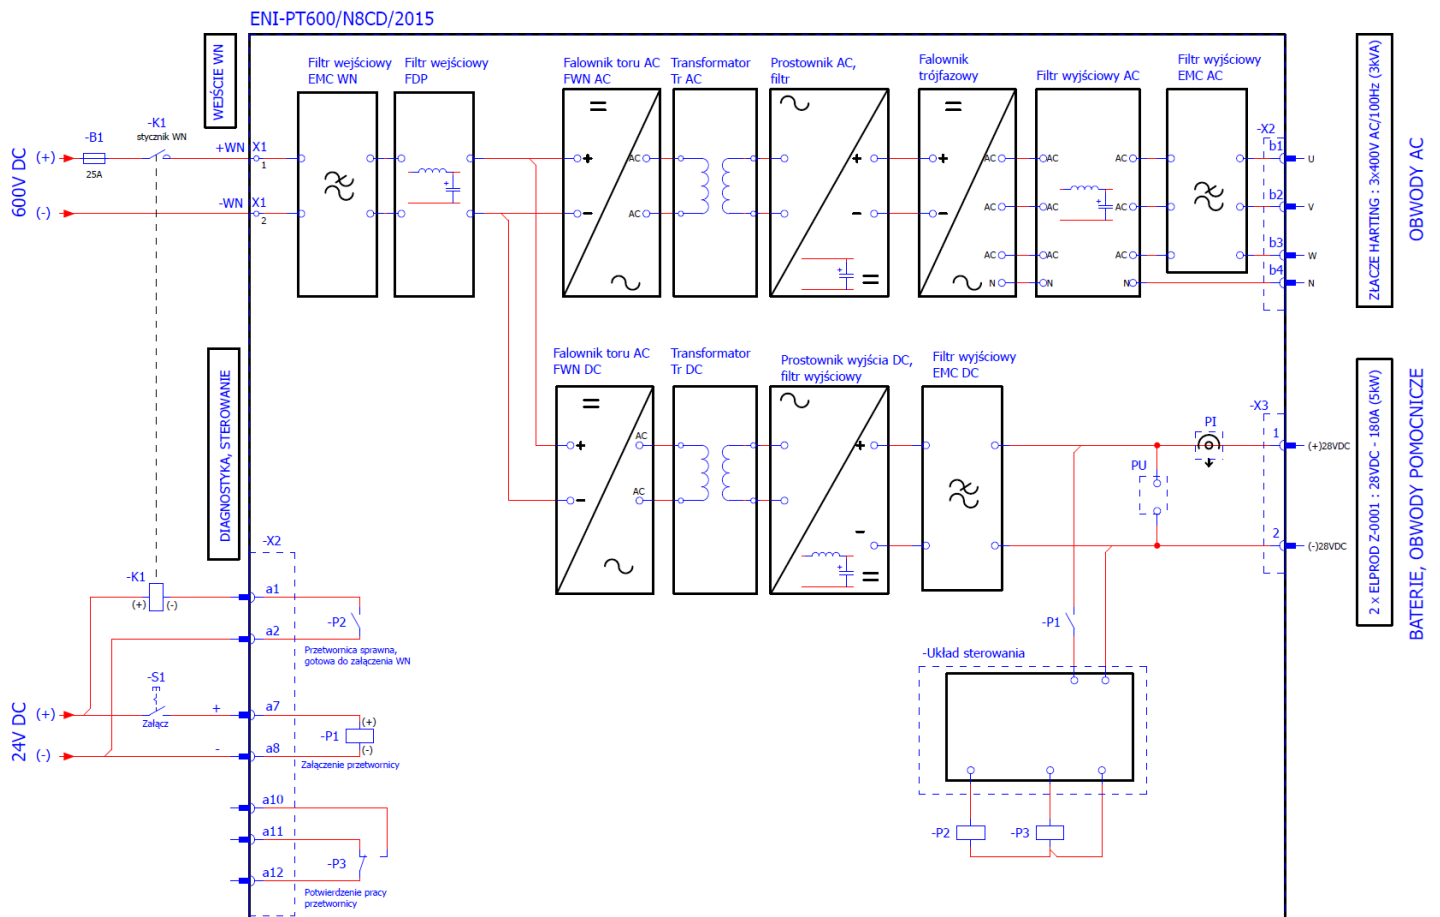 ENI-PT600/N8CD/2015
WEJŚCIE WN
Filtr wejściowy
EMC WN
Filtr wejściowy
FDP
Falownik toru AC
FWN AC
Transformator
Tr AC
Prostownik AC,
filtr
Falownik
trójfazowy
Filtr wyjściowy AC
Filtr wyjściowy
EMC AC
ZŁĄCZE HARTING : 3x400V AC/100Hz (3kVA)
OBWODY AC
600V DC
(+)
(-)
-B1
25A
-K1
stycznik WN
+WN
X1
1
-WN
X1
2
+
+
-
AC
AC
+
+
-
+
-
AC
AC
AC
N
AC
AC
AC
N
+
AC
AC
AC
N
-X2
b1
U
b2
V
b3
W
b4
N
DIAGNOSTYKA, STEROWANIE
Falownik toru AC
FWN DC
Transformator
Tr DC
Prostownik wyjścia DC,
filtr wyjściowy
Filtr wyjściowy
EMC DC
+
-
AC
AC
+
-
+
PI
PU
-X3
1
(+)28VDC
2
(-)28VDC
2 x ELPROD Z-0001 : 28VDC - 180A (5kW)
BATERIE, OBWODY POMOCNICZE
-X2
-K1
(+)
(-)
a1
a2
-P2
Przetwornica sprawna,
gotowa do załączenia WN
24V DC
(+)
(-)
-S1
Załącz
+
-
a7
a8
-P1
(+)
(-)
Załączenie przetwornicy
a10
a11
a12
-P3
Potwierdzenie pracy
przetwornicy
-P1
-Układ sterowania
-P2
-P3